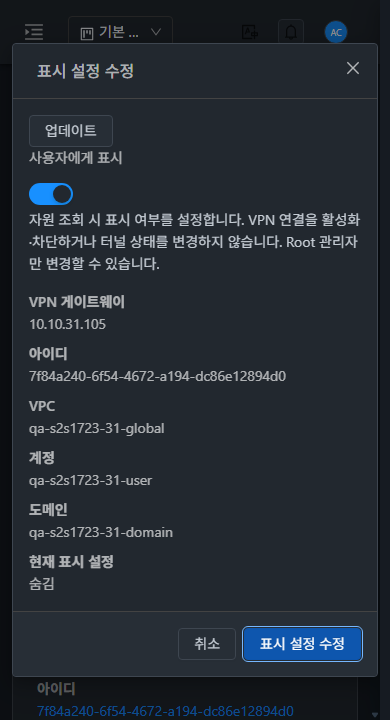 기본 ...
AC
표시 설정 수정
업데이트
사용자에게 표시
자원 조회 시 표시 여부를 설정합니다. VPN 연결을 활성화
·차단하거나 터널 상태를 변경하지 않습니다. Root 관리자
만 변경할 수 있습니다.
VPN 게이트웨이
10.10.31.105
아이디
7f84a240-6f54-4672-a194-dc86e12894d0
VPC
qa-s2s1723-31-global
계정
qa-s2s1723-31-user
도메인
qa-s2s1723-31-domain
현재 표시 설정
숨김
취소
표시 설정 수정
아이디
7f84a240-6f54-4672-a194-dc86e12894d0